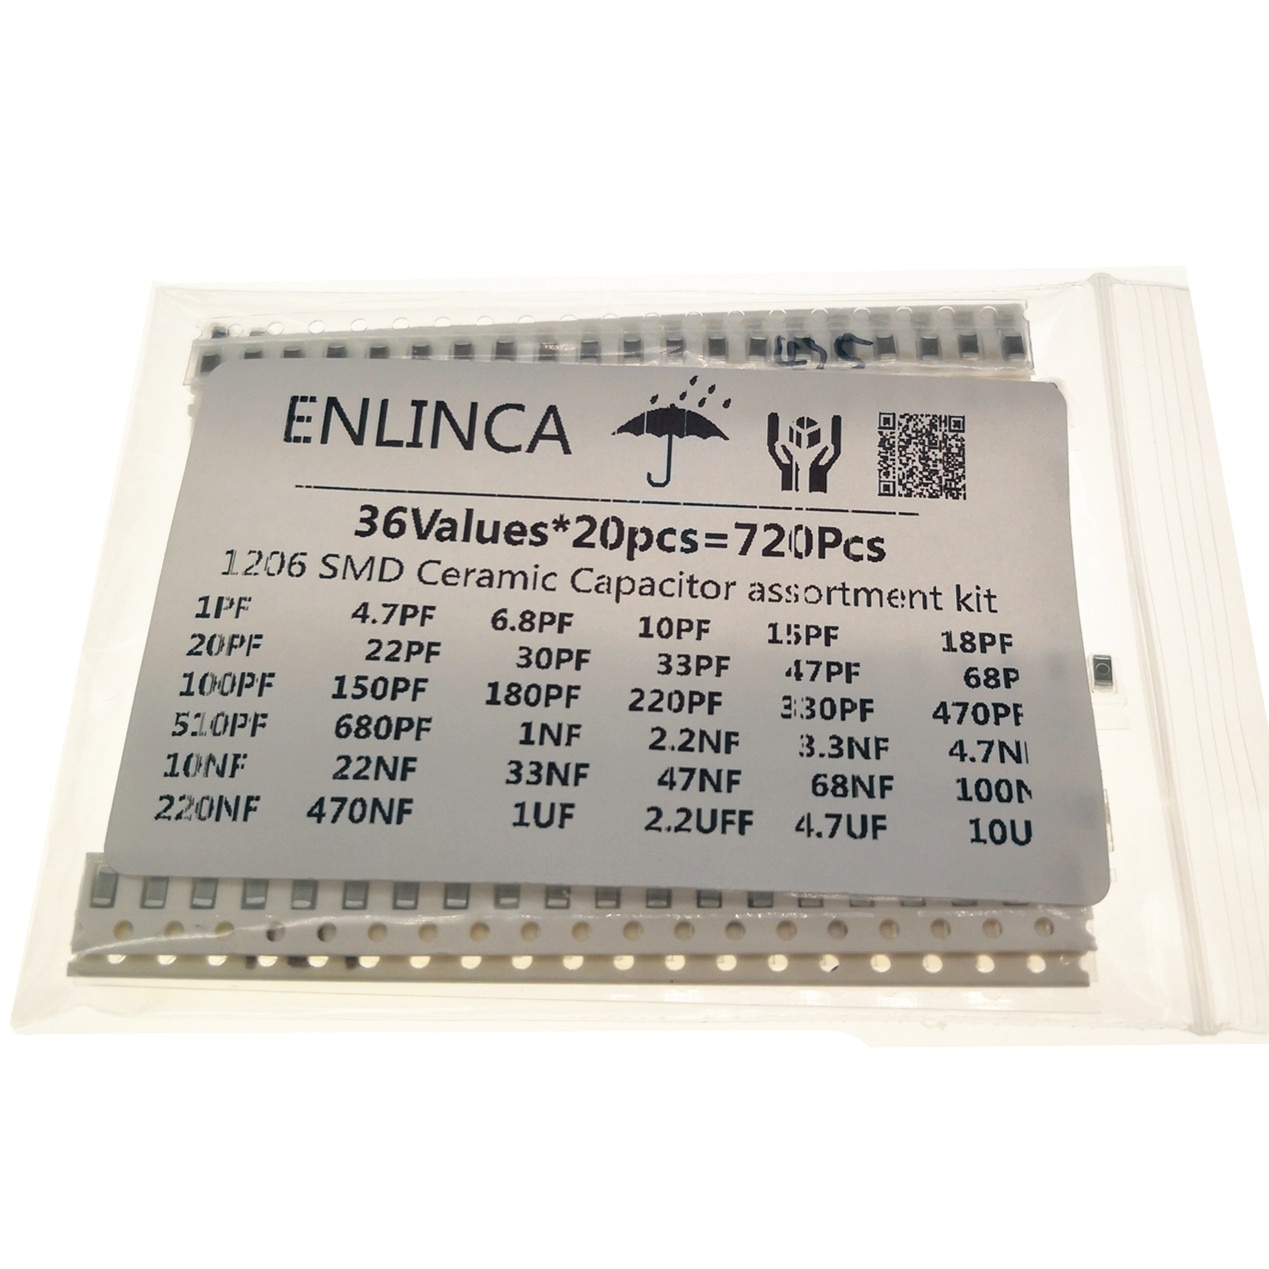 475
ENLINCA
36Values*20pcs=720Pcs
1206 SMD Ceramic Capacitor assortment kit
1PF 4.7PF 6.8PF 10PF 15PF 18PF
20PF 22PF 30PF 33PF 47PF 68P
100PF 150PF 180PF 220PF 330PF 470PF
510PF 680PF 1NF 2.2NF 3.3NF 4.7N
10NF 22NF 33NF 47NF 68NF 100N
220NF 470NF 1UF 2.2UFF 4.7UF 10U